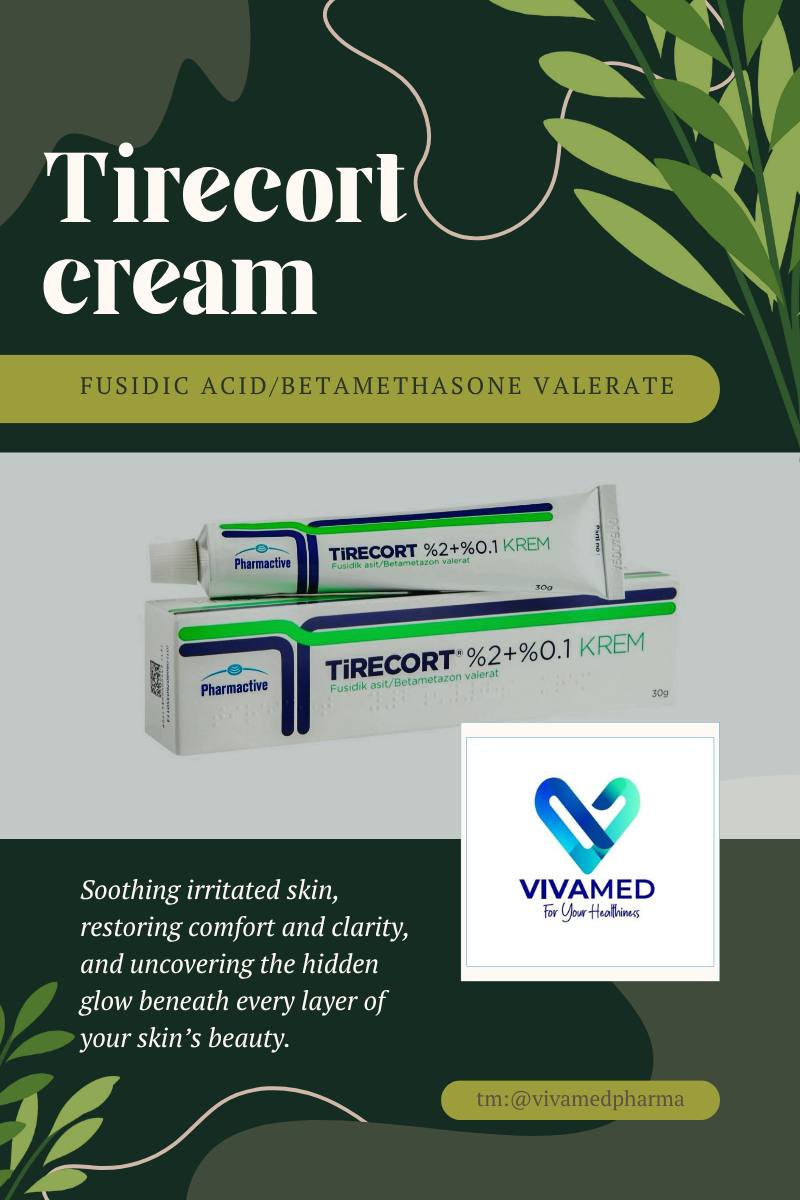 Tirecort
cream
FUSIDIC ACID/BETAMETHASONE VALERATE
Pharmactive
TiRECORT %2+%0.1 KREM
Fusidik asit/Betametazon valerat
30g
Pharmactive
TiRECORT® %2+%0.1 KREM
Fusidik asit/Betametazon valerat
30g
VIVAMED
For Your Healthiness
Soothing irritated skin,
restoring comfort and clarity,
and uncovering the hidden
glow beneath every layer of
your skin’s beauty.
tm:@vivamedpharma